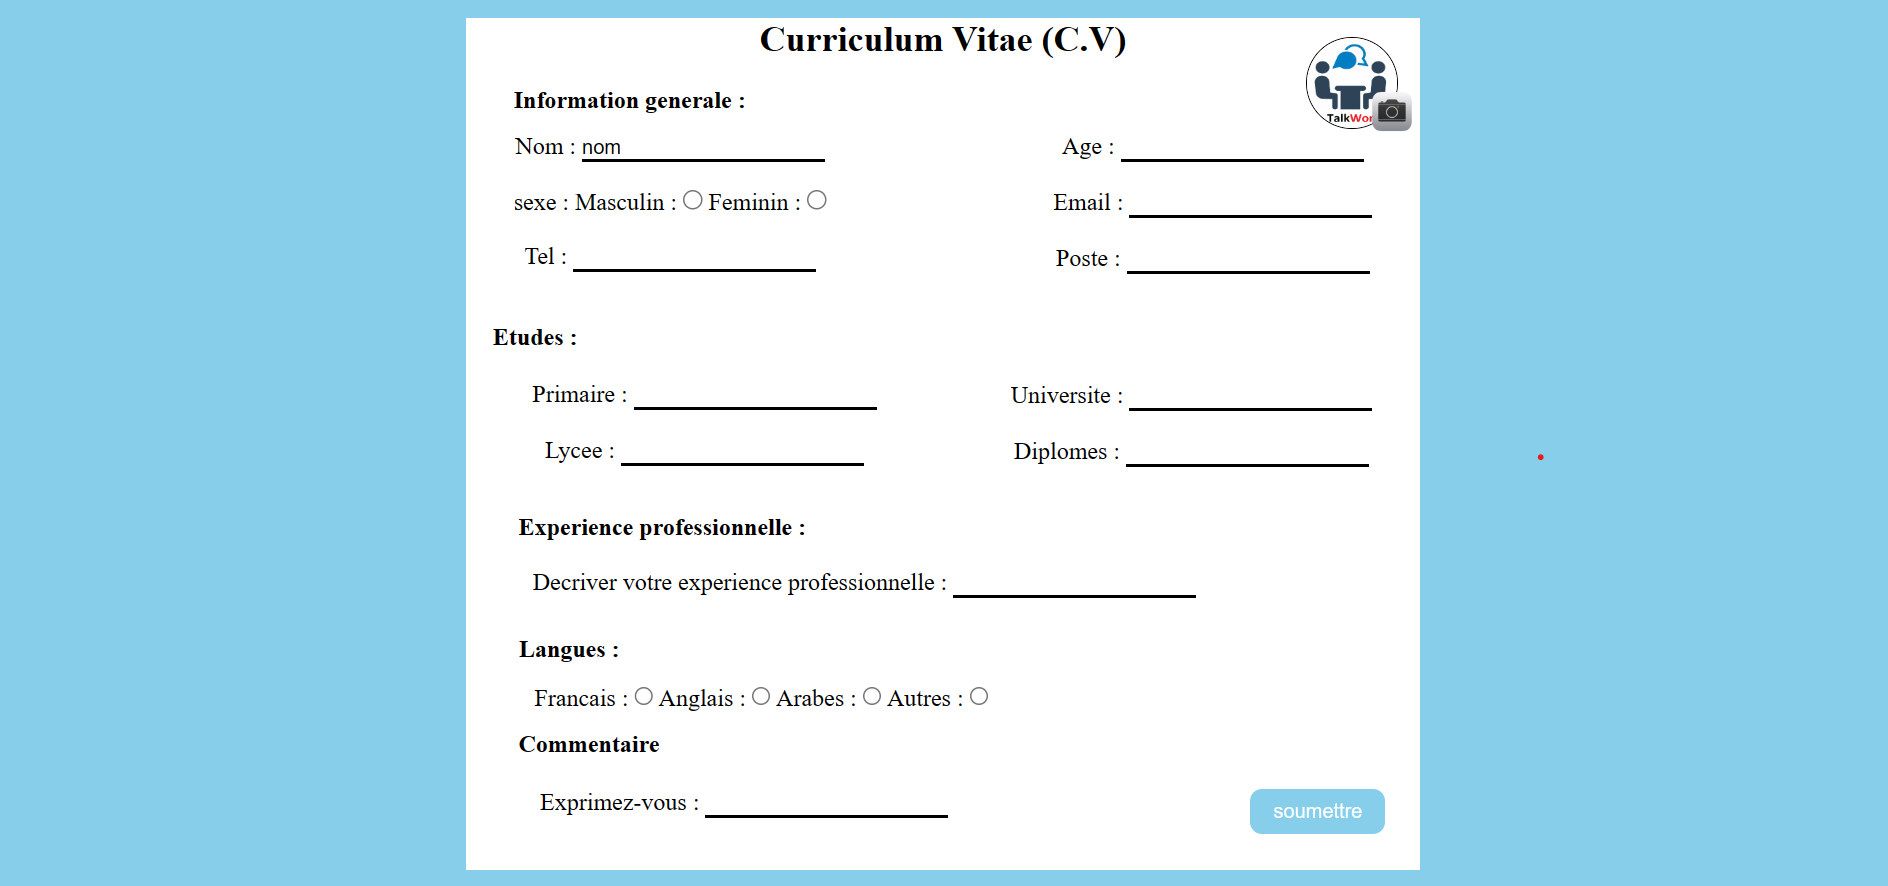 Curriculum Vitae (C.V)
Information generale :
Nom : nom
Age :
sexe : Masculin : Feminin :
Email :
Tel :
Poste :
Etudes :
Primaire :
Universite :
Lycee :
Diplomes :
Experience professionnelle :
Decriver votre experience professionnelle :
Langues :
Francais : Anglais : Arabes : Autres :
Commentaire
Exprimez-vous :
soumettre